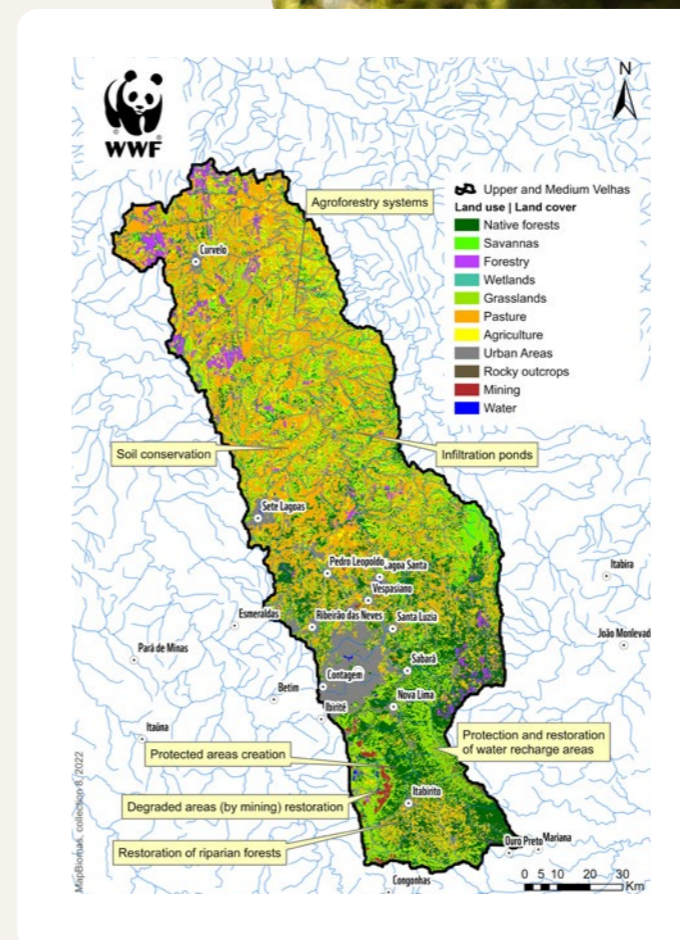 WWF
N
Upper and Medium Velhas
Land use | Land cover
Native forests
Savannas
Forestry
Wetlands
Grasslands
Pasture
Agriculture
Urban Areas
Rocky outcrops
Mining
Water
Agroforestry systems
Curvelo
Soil conservation
Infiltration ponds
Sete Lagoas
Pedro Leopoldo
Lagoa Santa
Itabira
Vespasiano
Esmeraldas
Ribeirão das Neves
Santa Luzia
João Monlevad
Pará de Minas
Sabará
Contagem
Betim
Nova Lima
Ibirité
Itaúna
Protection and restoration
of water recharge areas
Protected areas creation
Itabirito
Degraded areas (by mining) restoration
Restoration of riparian forests
Ouro Preto
Mariana
Congonhas
0 5 10 20 30
Km
MapBiomas, collection 8, 2022